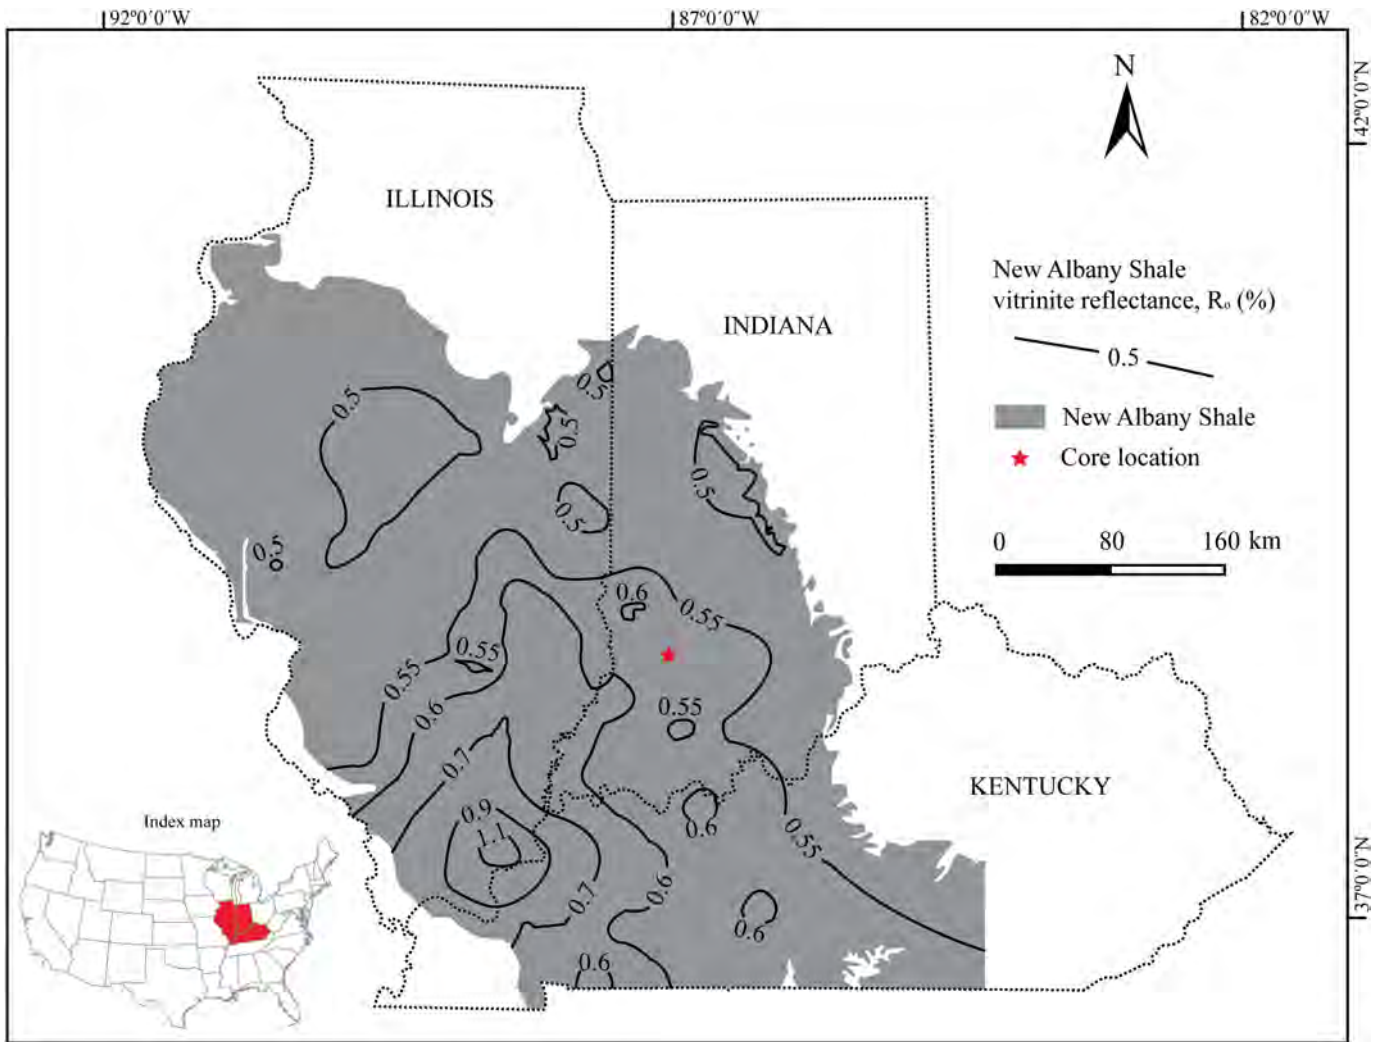 92º0′0″W
87º0′0″W
82º0′0″W
N
42º0′0″N
ILLINOIS
New Albany Shale
vitrinite reflectance, Rₒ (%)
INDIANA
0.5
0.5
0.5
New Albany Shale
0.5
0.5
Core location
0.5
0.5
0.5
0 80 160 km
0.6
0.55
0.55
0.55
0.6
0.55
0.7
KENTUCKY
Index map
0.9
0.6
1.1
0.55
0.6
0.7
0.6
37º0′0″N
0.6